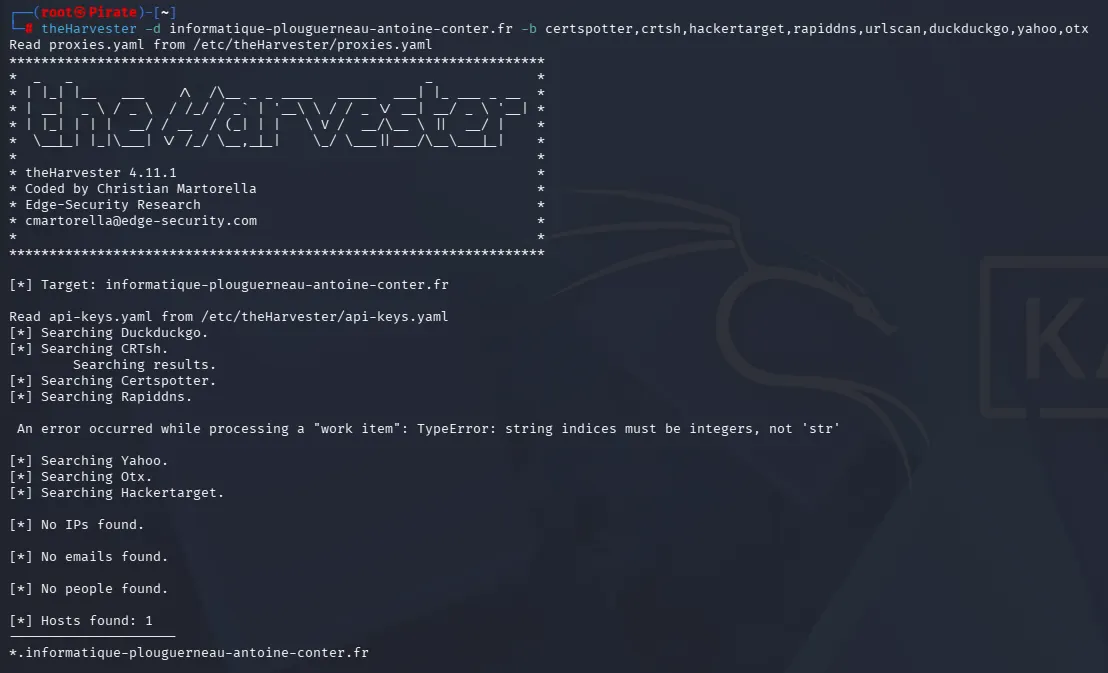 ┌──(root㉿Pirate)-[~]
└─# theHarvester -d informatique-plouguerneau-antoine-conter.fr -b certspotter,crtsh,hackertarget,rapiddns,urlscan,duckduckgo,yahoo,otx
Read proxies.yaml from /etc/theHarvester/proxies.yaml
*******************************************************************
theHarvester
* theHarvester 4.11.1 *
* Coded by Christian Martorella *
* Edge-Security Research *
* cmartorella@edge-security.com *
* *
*******************************************************************
[*] Target: informatique-plouguerneau-antoine-conter.fr
Read api-keys.yaml from /etc/theHarvester/api-keys.yaml
[*] Searching Duckduckgo.
[*] Searching CRTsh.
Searching results.
[*] Searching Certspotter.
[*] Searching Rapiddns.
An error occurred while processing a "work item": TypeError: string indices must be integers, not 'str'
[*] Searching Yahoo.
[*] Searching Otx.
[*] Searching Hackertarget.
[*] No IPs found.
[*] No emails found.
[*] No people found.
[*] Hosts found: 1
---------------------
*.informatique-plouguerneau-antoine-conter.fr